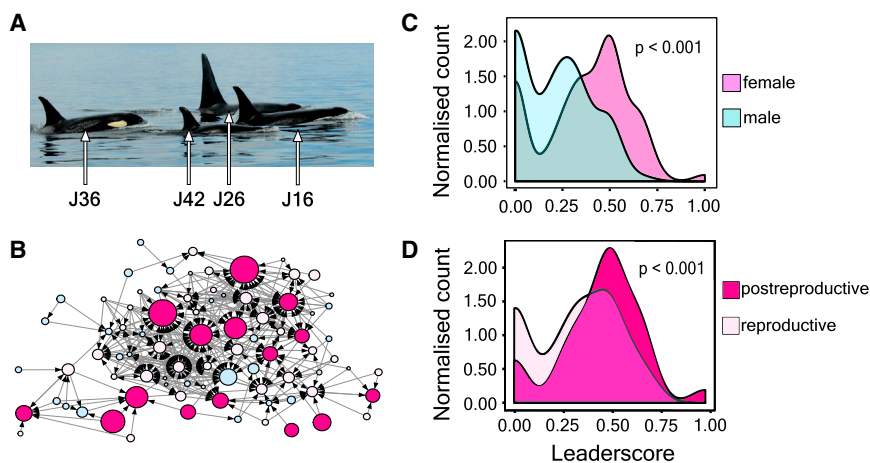 A
J36
J42
J26
J16
B
C
Normalised count
2.00
1.50
1.00
0.50
0.00
p < 0.001
0.00
0.25
0.50
0.75
1.00
female
male
D
Normalised count
2.00
1.50
1.00
0.50
0.00
p < 0.001
0.00
0.25
0.50
0.75
1.00
Leaderscore
postreproductive
reproductive